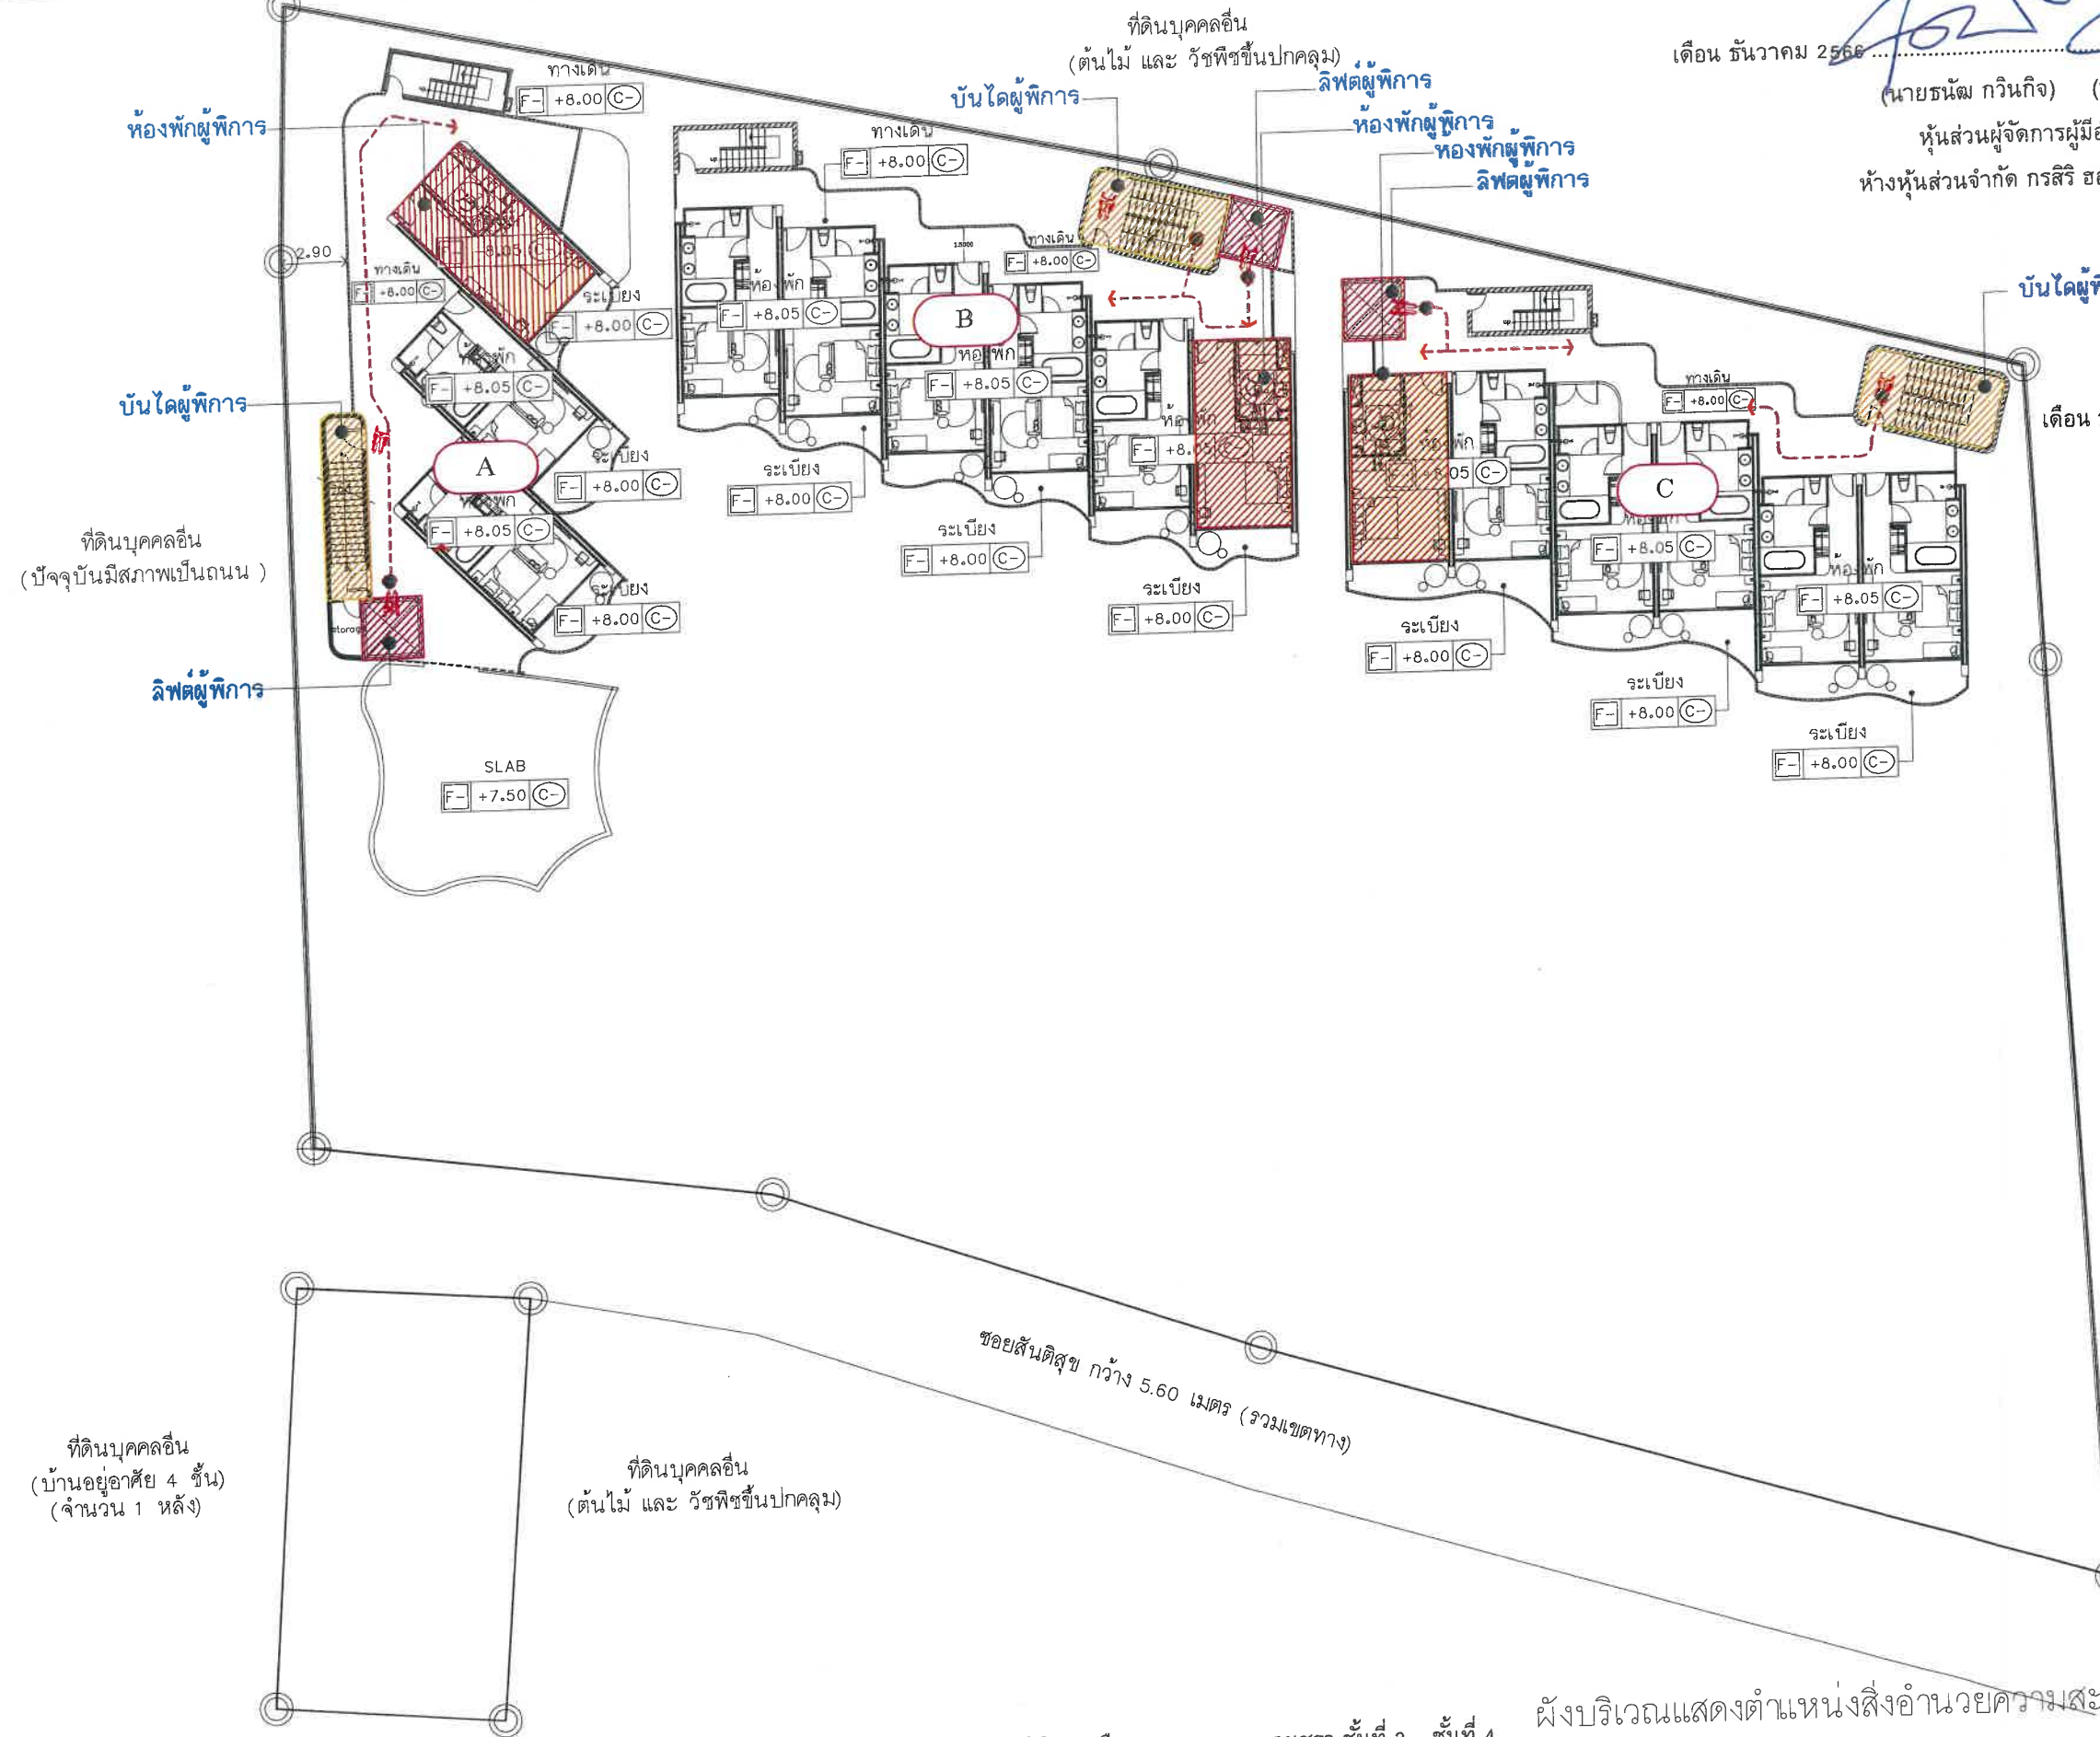 ที่ดินบุคคลอื่น
(ต้นไม้ และ วัชพืชขึ้นปกคลุม)
เดือน ธันวาคม 2566
(นายธนัฒ กวินกิจ) (
หุ้นส่วนผู้จัดการผู้มี
ห้างหุ้นส่วนจำกัด กรสิริ
ทางเดิน
F- +8.00 C-
ห้องพักผู้พิการ
บันไดผู้พิการ
ลิฟต์ผู้พิการ
ห้องพักผู้พิการ
ห้องพักผู้พิการ
ลิฟต์ผู้พิการ
ทางเดิน
F- +8.00 C-
2.90
ทางเดิน
F- +8.00 C-
F- +8.05 C-
ระเบียง
F- +8.00 C-
ห้องพัก
F- +8.05 C-
B
ทางเดิน
F- +8.00 C-
ห้องพัก
F- +8.05 C-
ห้องพัก
F- +8.05 C-
บันไดผู้พิการ
A
ห้องพัก
F- +8.05 C-
ระเบียง
F- +8.00 C-
ระเบียง
F- +8.00 C-
ระเบียง
F- +8.00 C-
ระเบียง
F- +8.00 C-
ระเบียง
F- +8.00 C-
storage
ลิฟต์ผู้พิการ
ที่ดินบุคคลอื่น
(ปัจจุบันมีสภาพเป็นถนน )
SLAB
F- +7.50 C-
เดือน
ทางเดิน
F- +8.00 C-
05 C-
C
F- +8.05 C-
ห้องพัก
F- +8.05 C-
ระเบียง
F- +8.00 C-
ระเบียง
F- +8.00 C-
ระเบียง
F- +8.00 C-
ซอยสันติสุข กว้าง 5.60 เมตร (รวมเขตทาง)
ที่ดินบุคคลอื่น
(บ้านอยู่อาศัย 4 ชั้น)
(จำนวน 1 หลัง)
ที่ดินบุคคลอื่น
(ต้นไม้ และ วัชพืชขึ้นปกคลุม)
ผังบริเวณแสดงตำแหน่งสิ่งอำนวยความสะ